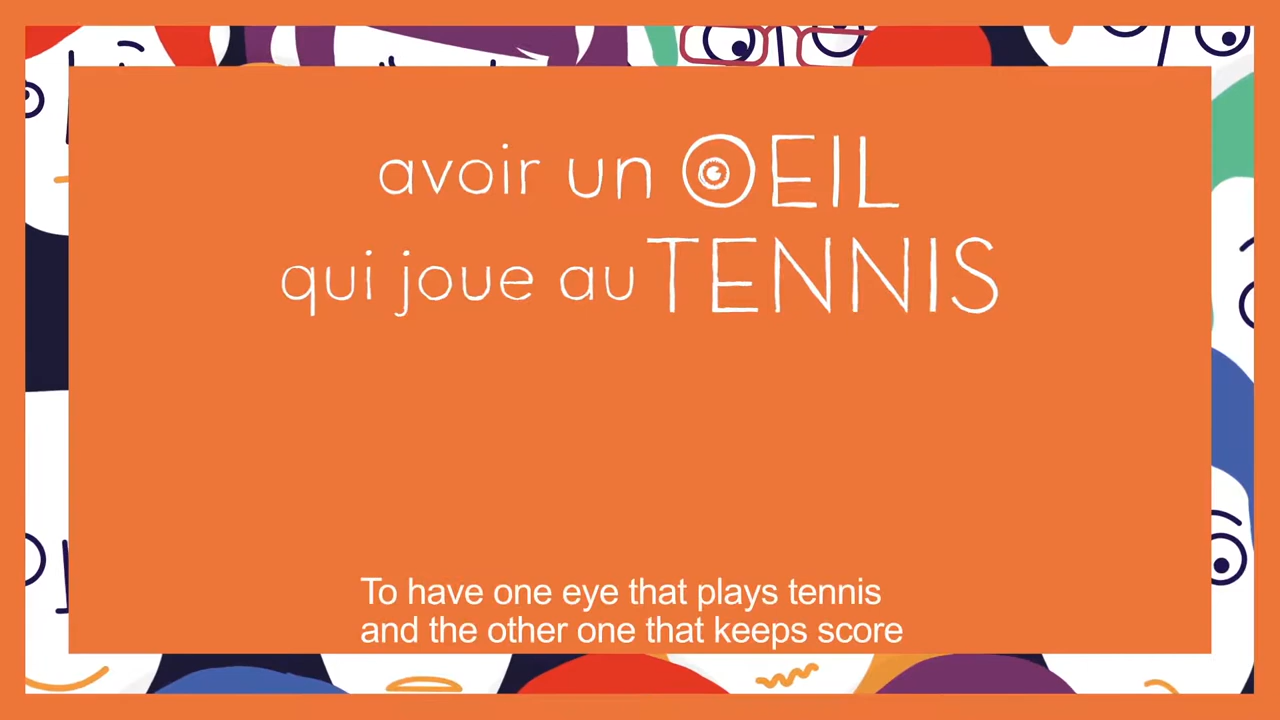 avoir un OEIL
qui joue au TENNIS
To have one eye that plays tennis
and the other one that keeps score